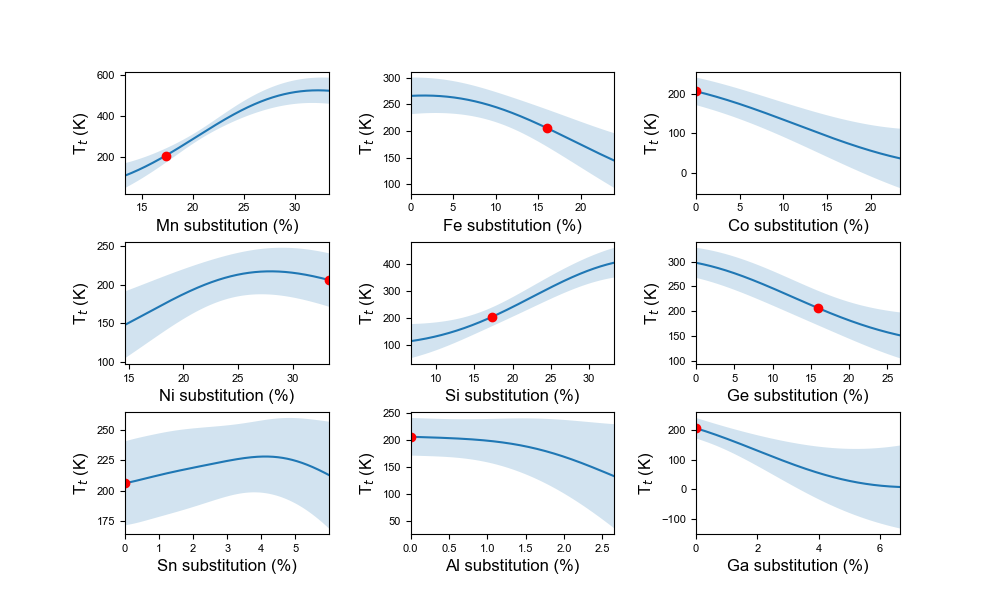 600
400
200
T_t (K)
15 20 25 30
Mn substitution (%)
300
250
200
150
100
T_t (K)
0 5 10 15 20
Fe substitution (%)
200
100
0
T_t (K)
0 5 10 15 20
Co substitution (%)
250
200
150
100
T_t (K)
15 20 25 30
Ni substitution (%)
400
300
200
100
T_t (K)
10 15 20 25 30
Si substitution (%)
300
250
200
150
100
T_t (K)
0 5 10 15 20 25
Ge substitution (%)
250
225
200
175
T_t (K)
0 1 2 3 4 5
Sn substitution (%)
250
200
150
100
50
T_t (K)
0.0 0.5 1.0 1.5 2.0 2.5
Al substitution (%)
200
100
0
−100
T_t (K)
0 2 4 6
Ga substitution (%)